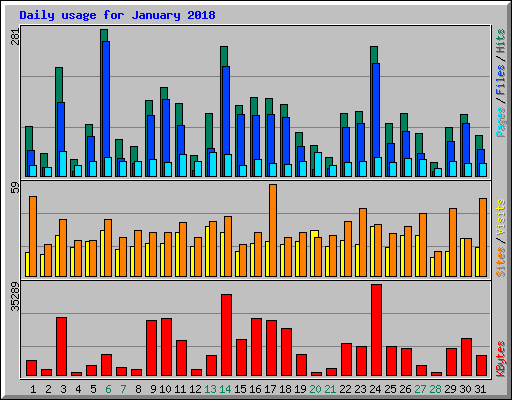 Daily usage for January 2018
281
Pages / Files / Hits
59
Sites / Visits
35289
KBytes
1 2 3 4 5 6 7 8 9 10 11 12 13 14 15 16 17 18 19 20 21 22 23 24 25 26 27 28 29 30 31